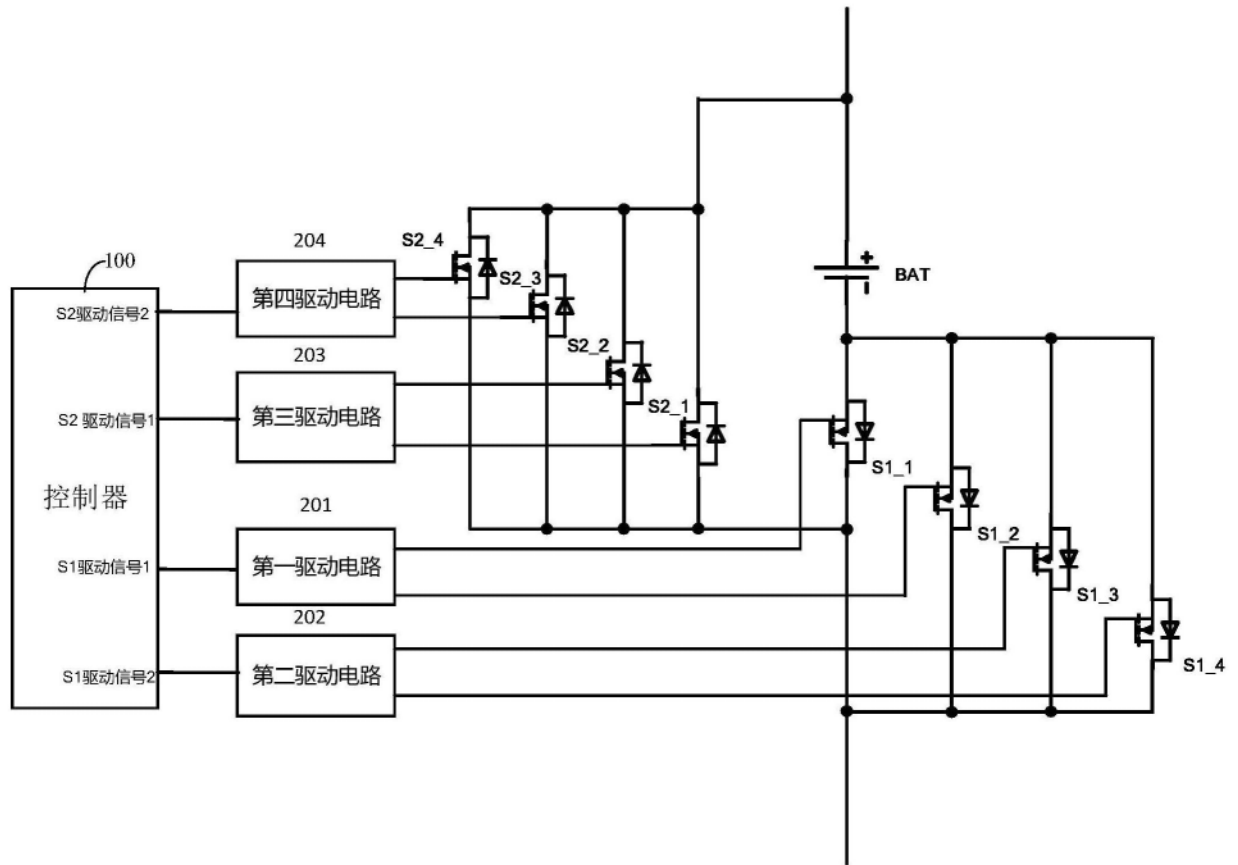 100
控制器
S2驱动信号2
S2 驱动信号1
S1驱动信号1
S1驱动信号2
204
第四驱动电路
203
第三驱动电路
201
第一驱动电路
202
第二驱动电路
S2_4
S2_3
S2_2
S2_1
+
BAT
-
S1_1
S1_2
S1_3
S1_4